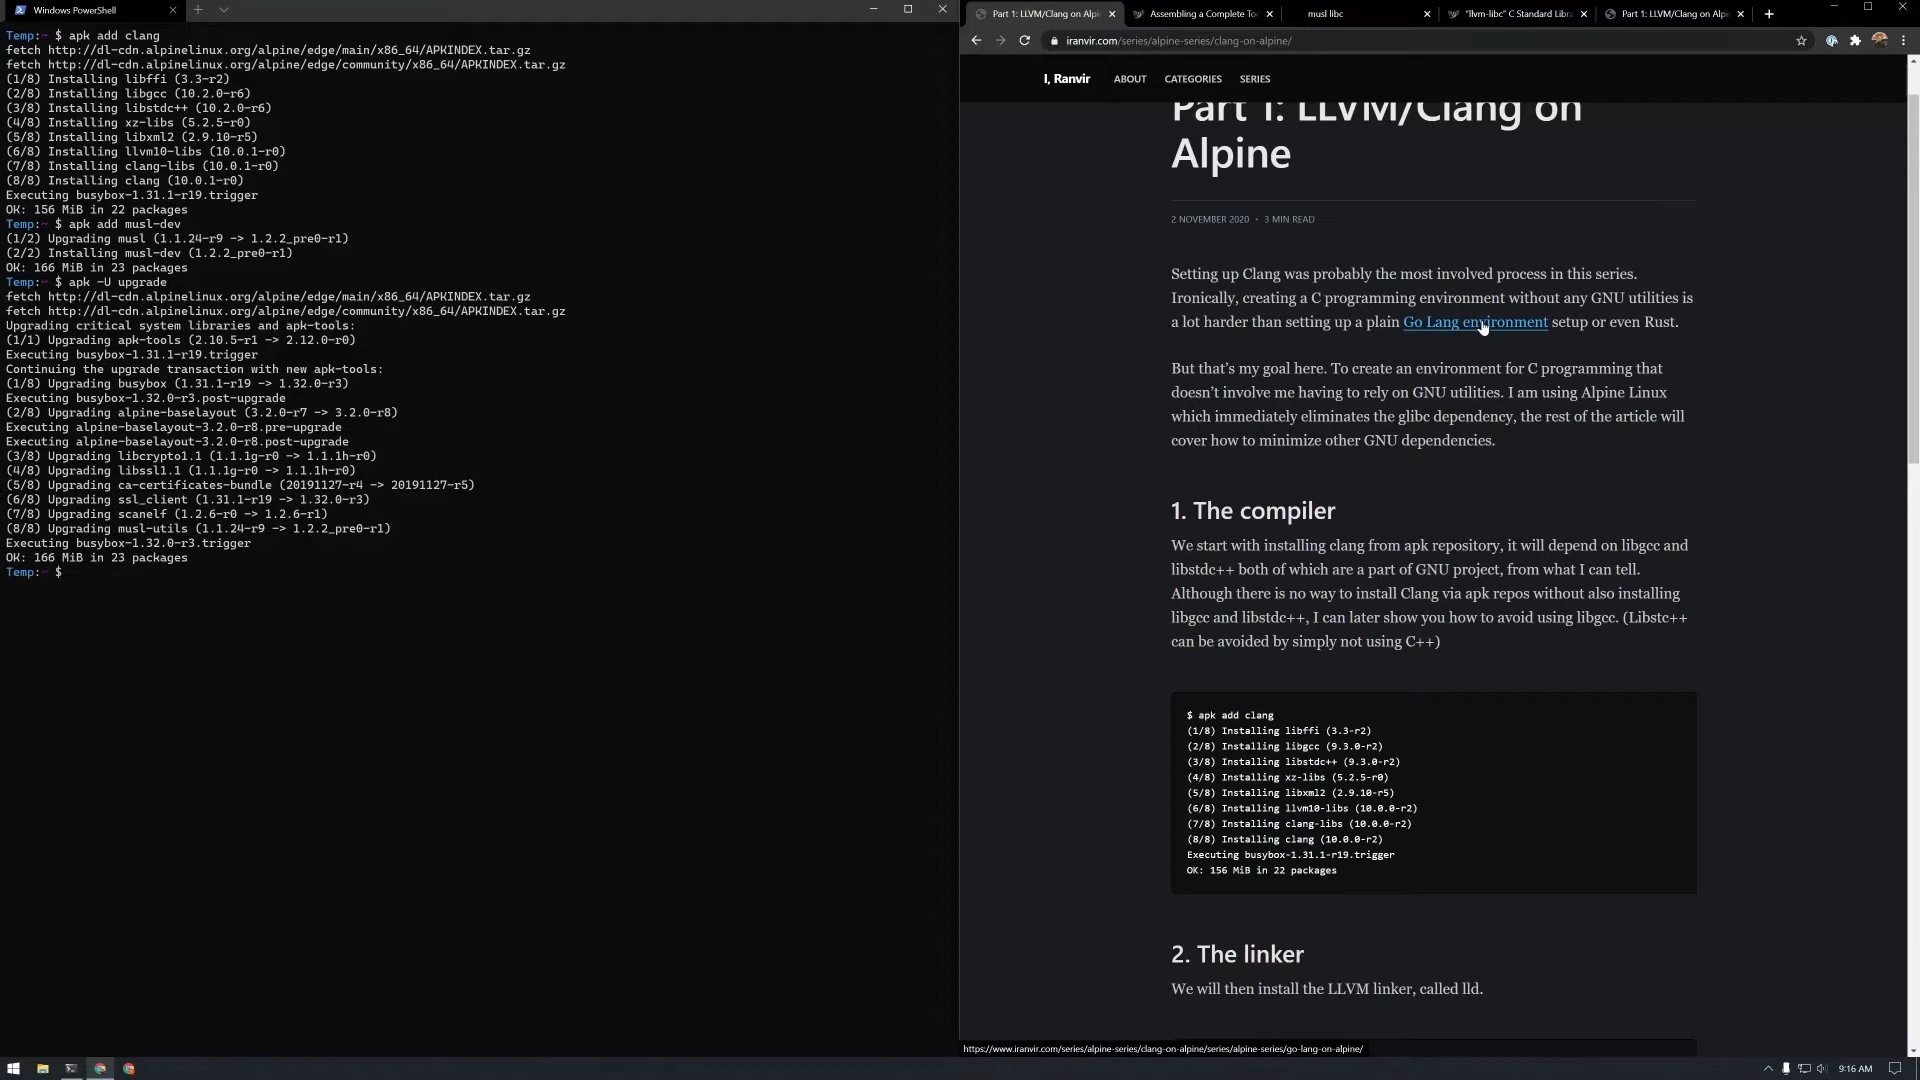 Windows PowerShell
Temp:~ $ apk add clang
fetch http://dl-cdn.alpinelinux.org/alpine/edge/main/x86_64/APKINDEX.tar.gz
fetch http://dl-cdn.alpinelinux.org/alpine/edge/community/x86_64/APKINDEX.tar.gz
(1/8) Installing libffi (3.3-r2)
(2/8) Installing libgcc (10.2.0-r6)
(3/8) Installing libstdc++ (10.2.0-r6)
(4/8) Installing xz-libs (5.2.5-r0)
(5/8) Installing libxml2 (2.9.10-r5)
(6/8) Installing llvm10-libs (10.0.1-r0)
(7/8) Installing clang-libs (10.0.1-r0)
(8/8) Installing clang (10.0.1-r0)
Executing busybox-1.31.1-r19.trigger
OK: 156 MiB in 22 packages
Temp:~ $ apk add musl-dev
(1/2) Upgrading musl (1.1.24-r9 -> 1.2.2_pre0-r1)
(2/2) Installing musl-dev (1.2.2_pre0-r1)
OK: 166 MiB in 23 packages
Temp:~ $ apk -U upgrade
fetch http://dl-cdn.alpinelinux.org/alpine/edge/main/x86_64/APKINDEX.tar.gz
fetch http://dl-cdn.alpinelinux.org/alpine/edge/community/x86_64/APKINDEX.tar.gz
Upgrading critical system libraries and apk-tools:
(1/1) Upgrading apk-tools (2.10.5-r1 -> 2.12.0-r0)
Executing busybox-1.31.1-r19.trigger
Continuing the upgrade transaction with new apk-tools:
(1/8) Upgrading busybox (1.31.1-r19 -> 1.32.0-r3)
Executing busybox-1.32.0-r3.post-upgrade
(2/8) Upgrading alpine-baselayout (3.2.0-r7 -> 3.2.0-r8)
Executing alpine-baselayout-3.2.0-r8.pre-upgrade
Executing alpine-baselayout-3.2.0-r8.post-upgrade
(3/8) Upgrading libcrypto1.1 (1.1.1g-r0 -> 1.1.1h-r0)
(4/8) Upgrading libssl1.1 (1.1.1g-r0 -> 1.1.1h-r0)
(5/8) Upgrading ca-certificates-bundle (20191127-r4 -> 20191127-r5)
(6/8) Upgrading ssl_client (1.31.1-r19 -> 1.32.0-r3)
(7/8) Upgrading scanelf (1.2.6-r0 -> 1.2.6-r1)
(8/8) Upgrading musl-utils (1.1.24-r9 -> 1.2.2_pre0-r1)
Executing busybox-1.32.0-r3.trigger
OK: 166 MiB in 23 packages
Temp:~ $
Part 1: LLVM/Clang on Alp
Assembling a Complete To
musl libc
"llvm-libc" C Standard Libra
Part 1: LLVM/Clang on Alp
iranvir.com/series/alpine-series/clang-on-alpine/
I, Ranvir ABOUT CATEGORIES SERIES
Part 1: LLVM/Clang on
Alpine
2 NOVEMBER 2020 • 3 MIN READ
Setting up Clang was probably the most involved process in this series.
Ironically, creating a C programming environment without any GNU utilities is
a lot harder than setting up a plain Go Lang environment setup or even Rust.
But that's my goal here. To create an environment for C programming that
doesn't involve me having to rely on GNU utilities. I am using Alpine Linux
which immediately eliminates the glibc dependency, the rest of the article will
cover how to minimize other GNU dependencies.
1. The compiler
We start with installing clang from apk repository, it will depend on libgcc and
libstdc++ both of which are a part of GNU project, from what I can tell.
Although there is no way to install Clang via apk repos without also installing
libgcc and libstdc++, I can later show you how to avoid using libgcc. (Libstc++
can be avoided by simply not using C++)
$ apk add clang
(1/8) Installing libffi (3.3-r2)
(2/8) Installing libgcc (9.3.0-r2)
(3/8) Installing libstdc++ (9.3.0-r2)
(4/8) Installing xz-libs (5.2.5-r0)
(5/8) Installing libxml2 (2.9.10-r5)
(6/8) Installing llvm10-libs (10.0.0-r2)
(7/8) Installing clang-libs (10.0.0-r2)
(8/8) Installing clang (10.0.0-r2)
Executing busybox-1.31.1-r19.trigger
OK: 156 MiB in 22 packages
2. The linker
We will then install the LLVM linker, called lld.
https://www.iranvir.com/series/alpine-series/clang-on-alpine/series/alpine-series/go-lang-on-alpine/
9:16 AM